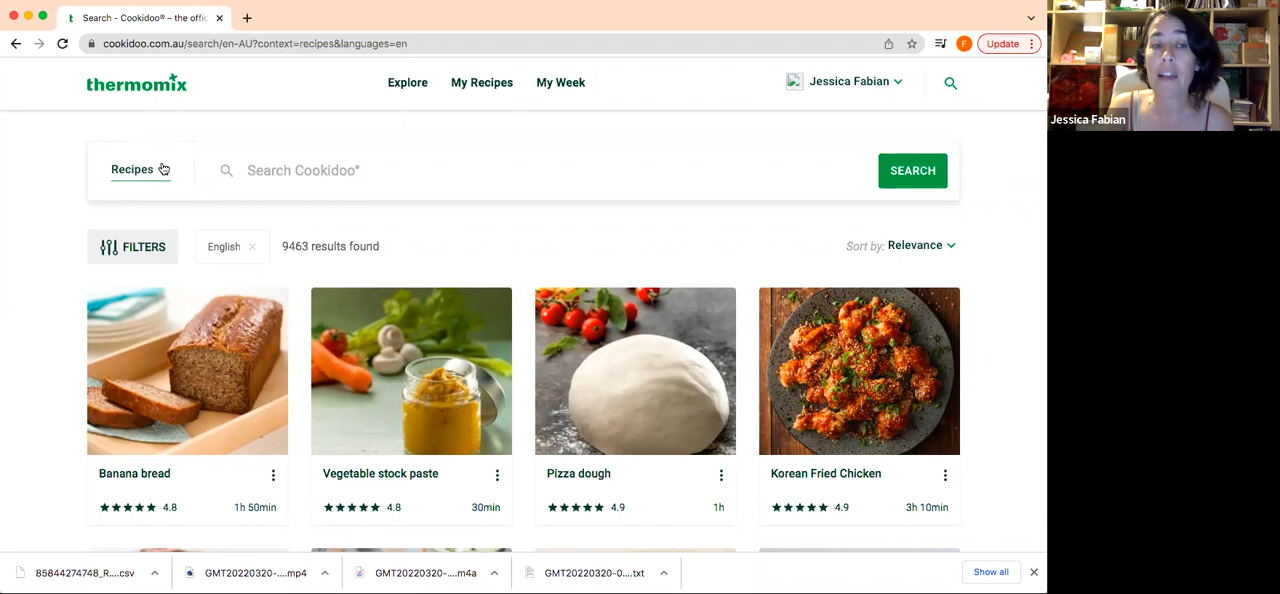 Search - Cookidoo® – the offic
cookidoo.com.au/search/en-AU?context=recipes&languages=en
F
Update
thermomix
Explore
My Recipes
My Week
Jessica Fabian
Jessica Fabian
Recipes
Search Cookidoo®
SEARCH
FILTERS
English
9463 results found
Sort by: Relevance
Banana bread
Vegetable stock paste
Pizza dough
Korean Fried Chicken
4.8
1h 50min
4.8
30min
4.9
1h
4.9
3h 10min
85844274748_R....csv
GMT20220320-....mp4
GMT20220320-....m4a
GMT20220320-0....txt
Show all